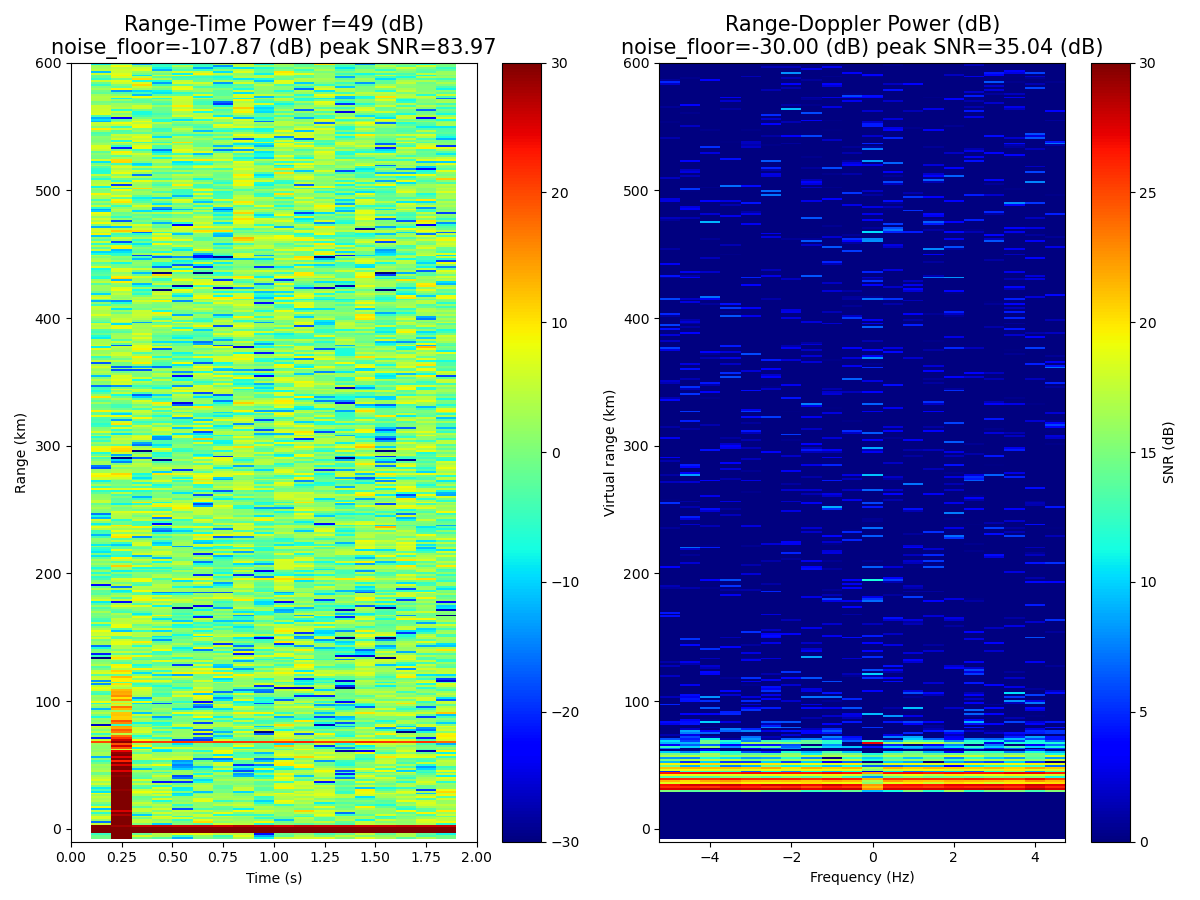 Range-Time Power f=49 (dB)
noise_floor=-107.87 (dB) peak SNR=83.97
Range (km)
600
500
400
300
200
100
0
0.00 0.25 0.50 0.75 1.00 1.25 1.50 1.75 2.00
Time (s)
30
20
10
0
−10
−20
−30
Range-Doppler Power (dB)
noise_floor=-30.00 (dB) peak SNR=35.04 (dB)
Virtual range (km)
600
500
400
300
200
100
0
−4 −2 0 2 4
Frequency (Hz)
30
25
20
15
10
5
0
SNR (dB)